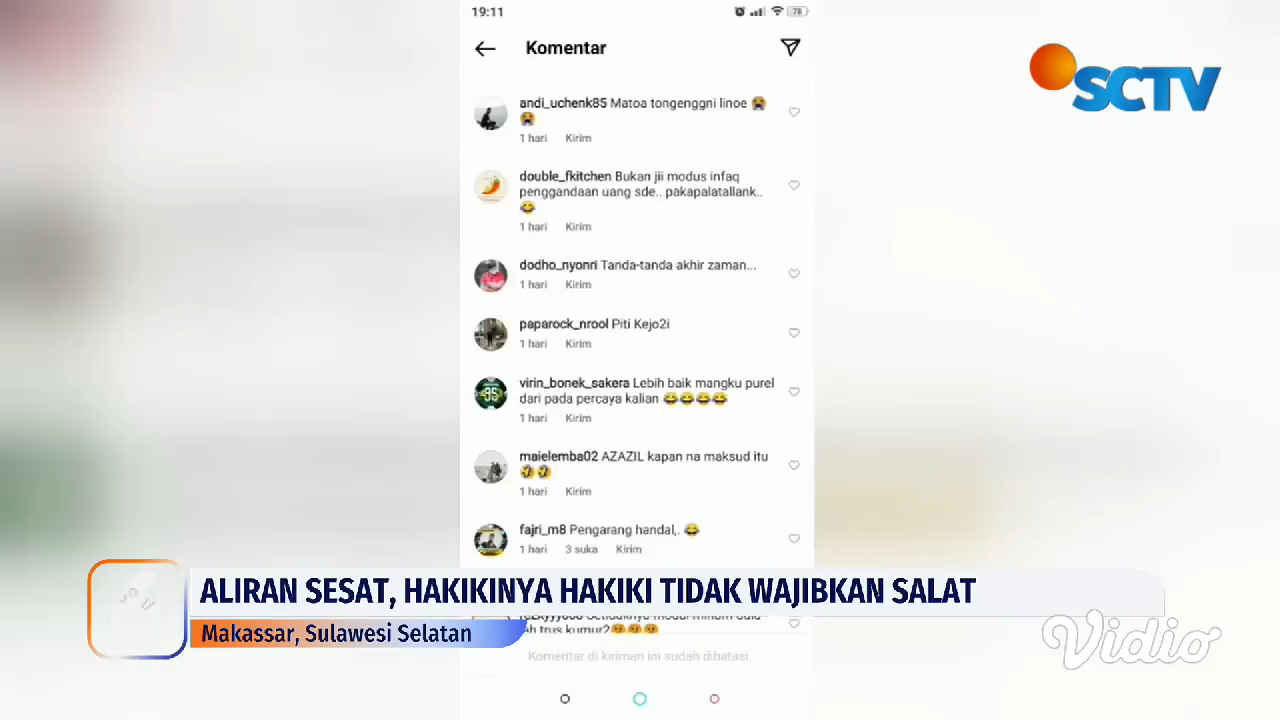 19:11
78
Komentar
SCTV
andi_uchenk85 Matoa tongenggni linoe 😭
😭
1 hari Kirim
double_fkitchen Bukan jii modus infaq
penggandaan uang sde.. pakapalatallank..
😂
1 hari Kirim
dodho_nyonri Tanda-tanda akhir zaman...
1 hari Kirim
paparock_nrool Piti Kejo2i
1 hari Kirim
virin_bonek_sakera Lebih baik mangku purel
dari pada percaya kalian 😂😂😂😂
1 hari Kirim
maielemba02 AZAZIL kapan na maksud itu
🤣🤣
1 hari Kirim
fajri_m8 Pengarang handal,. 😂
1 hari 3 suka Kirim
ALIRAN SESAT, HAKIKINYA HAKIKI TIDAK WAJIBKAN SALAT
Makassar, Sulawesi Selatan
trus kumur?😡😡😡
Komentar di kiriman ini sudah dibatasi.
Vidio